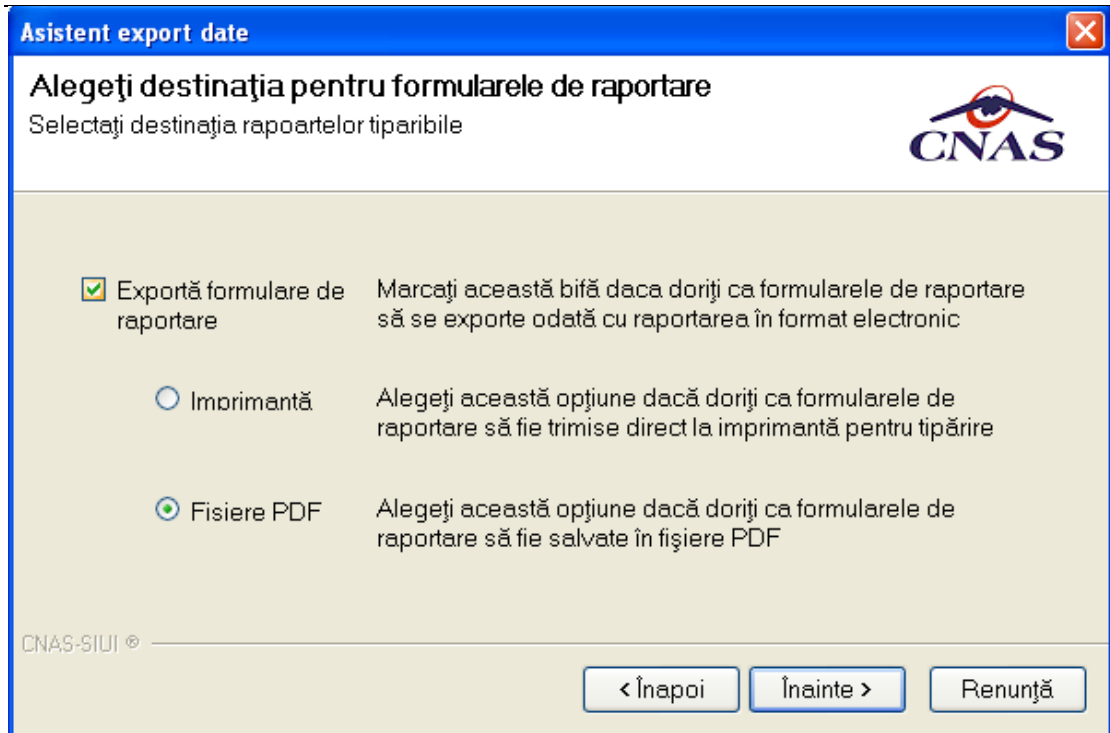 Asistent export date
Alegeţi destinaţia pentru formularele de raportare
Selectaţi destinaţia rapoartelor tiparibile
CNAS
Exportă formulare de
raportare
Marcaţi această bifă daca doriţi ca formularele de raportare
să se exporte odată cu raportarea în format electronic
Imprimantă
Alegeţi această opţiune dacă doriţi ca formularele de
raportare să fie trimise direct la imprimantă pentru tipărire
Fisiere PDF
Alegeţi această opţiune dacă doriţi ca formularele de
raportare să fie salvate în fişiere PDF
CNAS-SIUI ®
< Înapoi
Înainte >
Renunţă